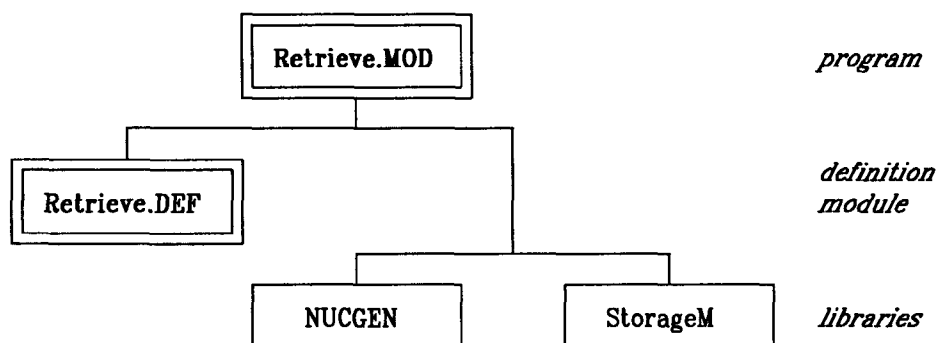 Retrieve.MOD
program
Retrieve.DEF
definition
module
NUCGEN
StorageM
libraries